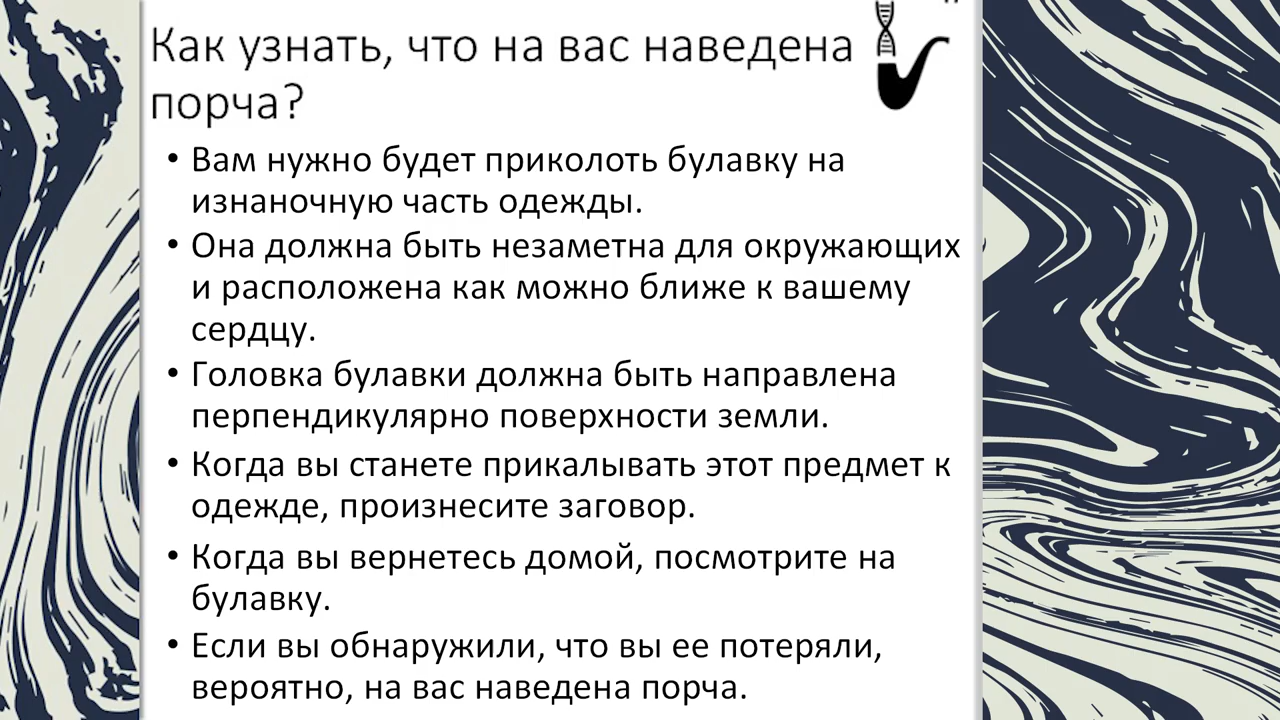 Как узнать, что на вас наведена
порча?
• Вам нужно будет приколоть булавку на
изнаночную часть одежды.
• Она должна быть незаметна для окружающих
и расположена как можно ближе к вашему
сердцу.
• Головка булавки должна быть направлена
перпендикулярно поверхности земли.
• Когда вы станете прикалывать этот предмет к
одежде, произнесите заговор.
• Когда вы вернетесь домой, посмотрите на
булавку.
• Если вы обнаружили, что вы ее потеряли,
вероятно, на вас наведена порча.